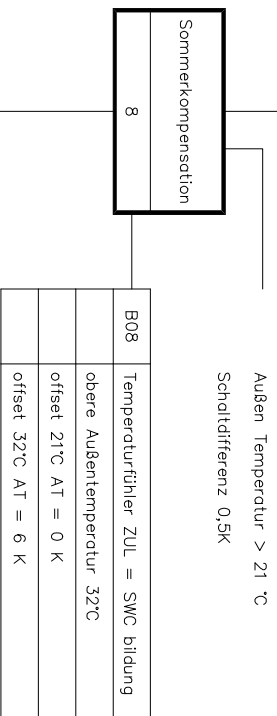 Außen Temperatur > 21 °C
Schaltdifferenz 0,5K
Sommerkompensation
8
B08 Temperaturfühler ZUL = SWC bildung
obere Außentemperatur 32°C
offset 21°C AT = 0 K
offset 32°C AT = 6 K